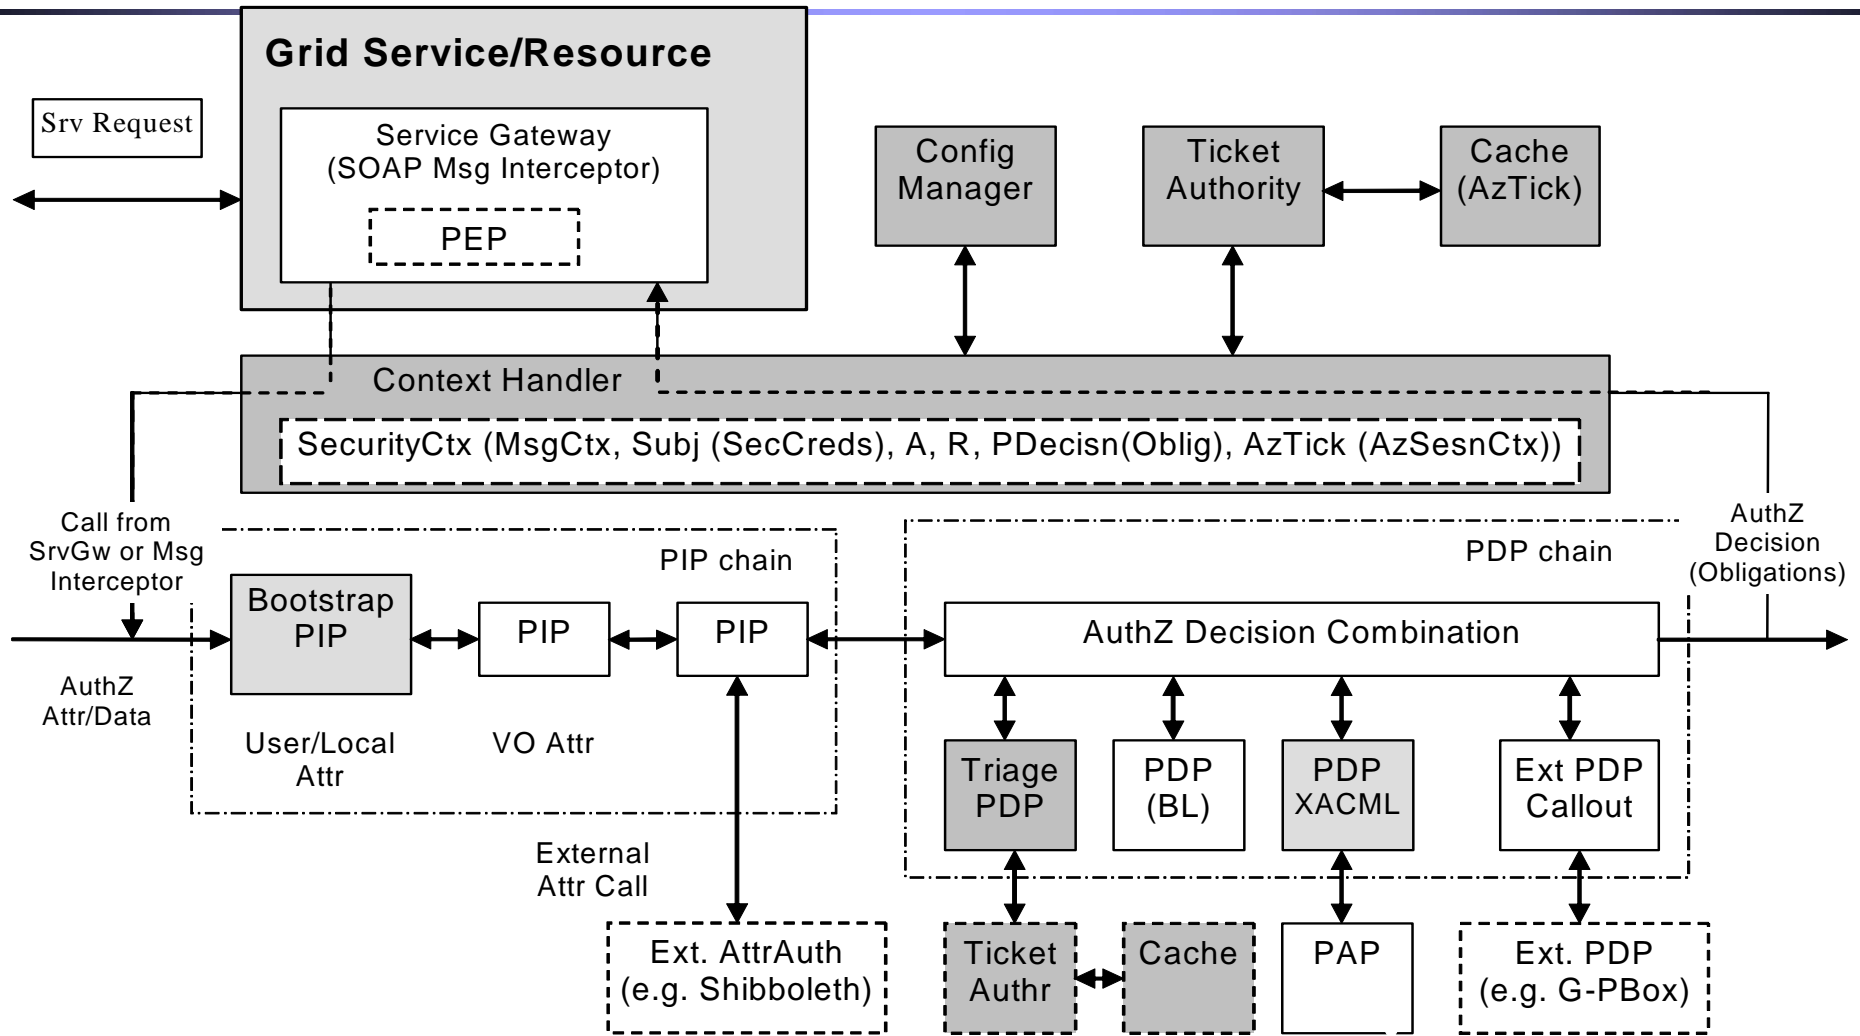 Grid Service/Resource
Srv Request
Service Gateway
(SOAP Msg Interceptor)
PEP
Config
Manager
Ticket
Authority
Cache
(AzTick)
Context Handler
SecurityCtx (MsgCtx, Subj (SecCreds), A, R, PDecisn(Oblig), AzTick (AzSesnCtx))
Call from
SrvGw or Msg
Interceptor
PIP chain
PDP chain
AuthZ
Decision
(Obligations)
Bootstrap
PIP
PIP
PIP
AuthZ Decision Combination
AuthZ
Attr/Data
User/Local
Attr
VO Attr
Triage
PDP
PDP
(BL)
PDP
XACML
Ext PDP
Callout
External
Attr Call
Ext. AttrAuth
(e.g. Shibboleth)
Ticket
Authr
Cache
PAP
Ext. PDP
(e.g. G-PBox)